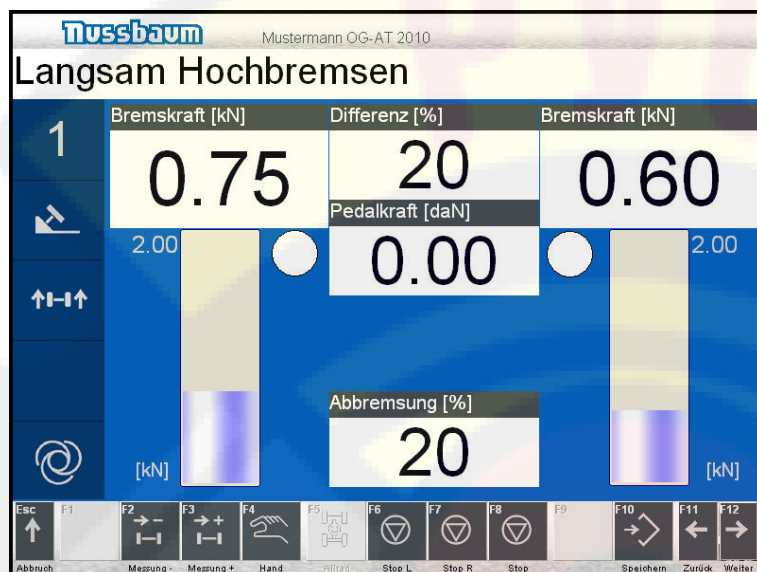 nussbaum Mustermann OG-AT 2010
Langsam Hochbremsen
1
Bremskraft [kN] Differenz [%] Bremskraft [kN]
0.75 20 0.60
Pedalkraft [daN]
2.00 0.00 2.00
Abbremsung [%]
[kN] 20 [kN]
Esc F1 F2 F3 F4 F5 F6 F7 F8 F9 F10 F11 F12
Abbruch Messung - Messung + Hand Allrad Stop L Stop R Stop Speichern Zurück Weiter